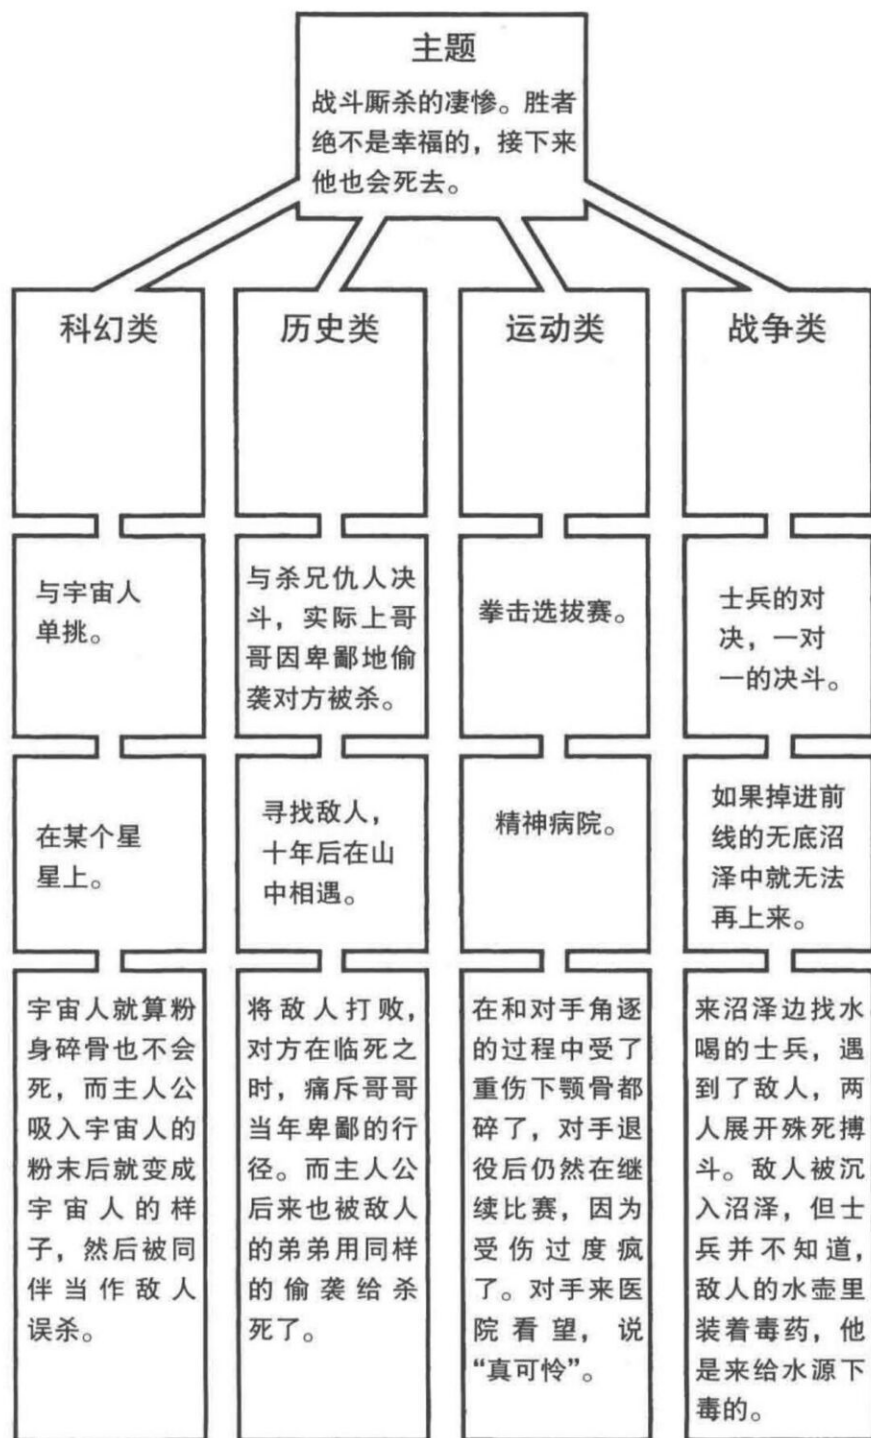 主题
战斗厮杀的凄惨。胜者
绝不是幸福的，接下来
他也会死去。
科幻类
与宇宙人
单挑。
在某个星
星上。
宇宙人就算粉
身碎骨也不会
死，而主人公
吸入宇宙人的
粉末后就变成
宇宙人的样
子，然后被同
伴当作敌人
误杀。
历史类
与杀兄仇人决
斗，实际上哥
哥因卑鄙地偷
袭对方被杀。
寻找敌人，
十年后在山
中相遇。
将敌人打败，
对方在临死之
时，痛斥哥哥
当年卑鄙的行
径。而主人公
后来也被敌人
的弟弟用同样
的偷袭给杀
死了。
运动类
拳击选拔赛。
精神病院。
在和对手角逐
的过程中受了
重伤下颚骨都
碎了，对手退
役后仍然在继
续比赛，因为
受伤过度疯
了。对手来医
院看望，说
“真可怜”。
战争类
士兵的对
决，一对
一的决斗。
如果掉进前
线的无底沼
泽中就无法
再上来。
来沼泽边找水
喝的士兵，遇
到了敌人，两
人展开殊死搏
斗。敌人被沉
入沼泽，但士
兵并不知道，
敌人的水壶里
装着毒药，他
是来给水源下
毒的。